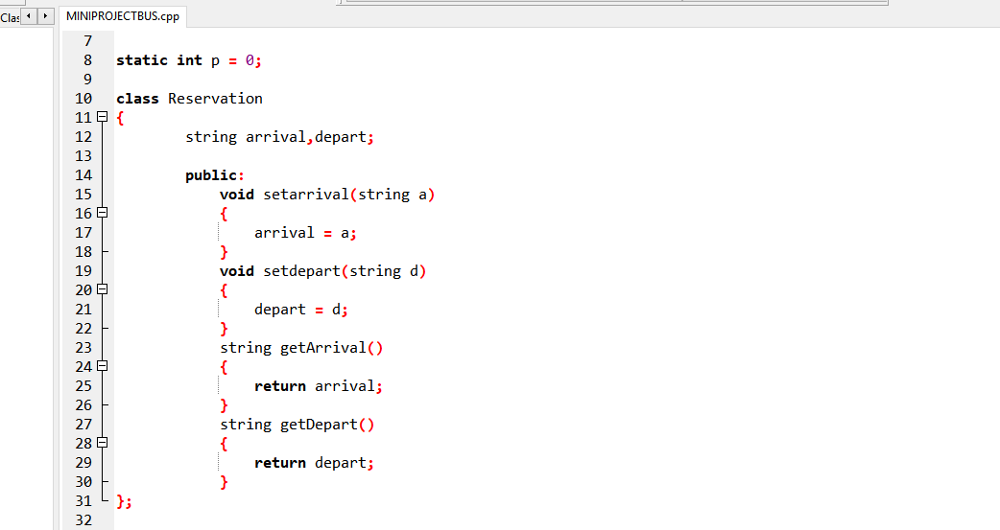 Clas
MINIPROJECTBUS.cpp
7
8 static int p = 0;
9
10 class Reservation
11 {
12 string arrival,depart;
13
14 public:
15 void setarrival(string a)
16 {
17 arrival = a;
18 }
19 void setdepart(string d)
20 {
21 depart = d;
22 }
23 string getArrival()
24 {
25 return arrival;
26 }
27 string getDepart()
28 {
29 return depart;
30 }
31 };
32